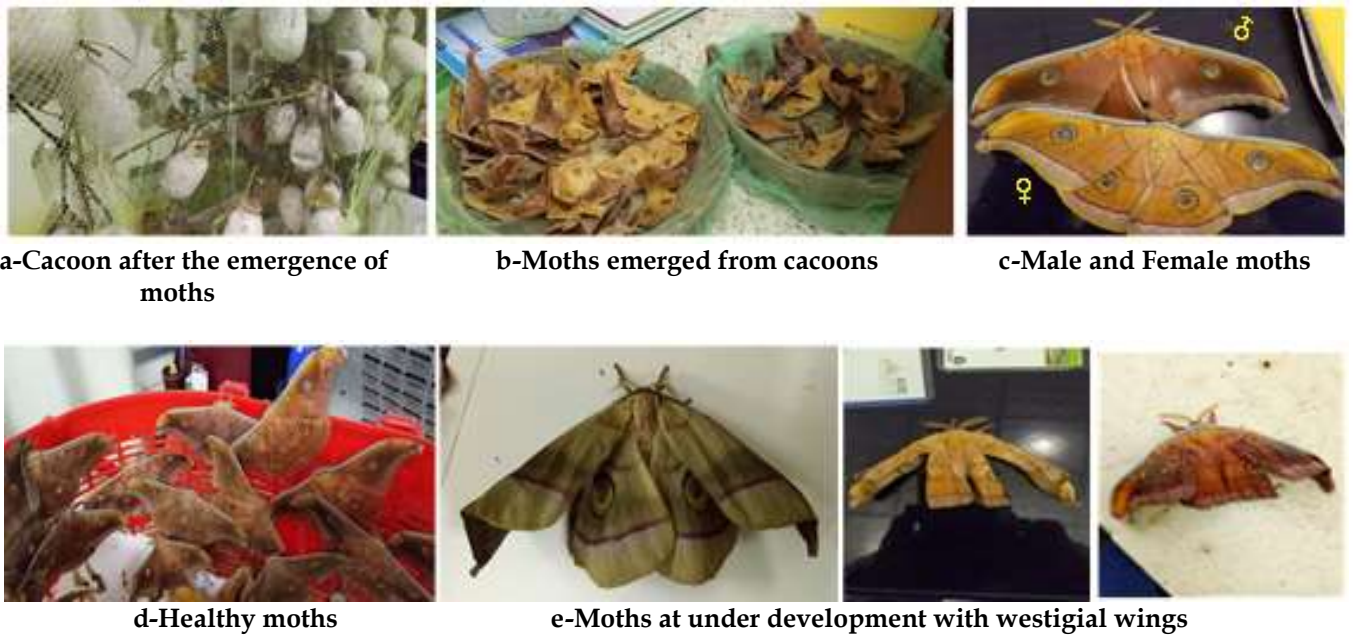 ♂
♀
a-Cacoon after the emergence of
moths
b-Moths emerged from cacoons
c-Male and Female moths
d-Healthy moths
e-Moths at under development with westigial wings